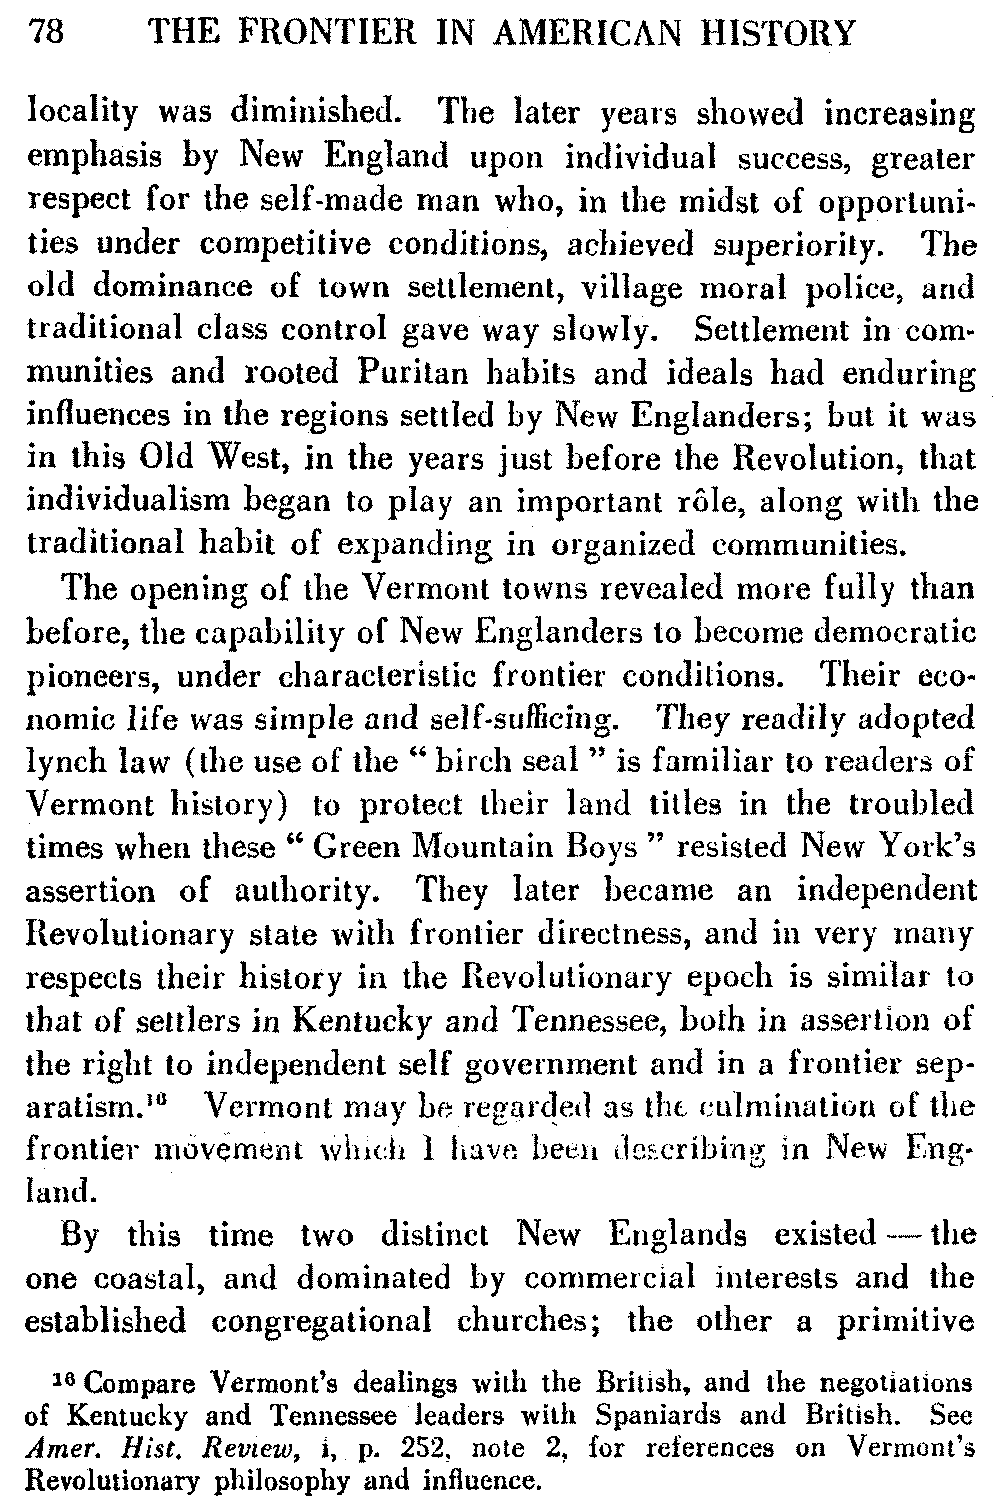 78 THE FRONTIER IN AMERICAN HISTORY
locality was diminished. The later years showed increasing
emphasis by New England upon individual success, greater
respect for the self-made man who, in the midst of opportuni-
ties under competitive conditions, achieved superiority. The
old dominance of town settlement, village moral police, and
traditional class control gave way slowly. Settlement in com-
munities and rooted Puritan habits and ideals had enduring
influences in the regions settled by New Englanders; but it was
in this Old West, in the years just before the Revolution, that
individualism began to play an important rôle, along with the
traditional habit of expanding in organized communities.
The opening of the Vermont towns revealed more fully than
before, the capability of New Englanders to become democratic
pioneers, under characteristic frontier conditions. Their eco-
nomic life was simple and self-sufficing. They readily adopted
lynch law (the use of the “ birch seal ” is familiar to readers of
Vermont history) to protect their land titles in the troubled
times when these “ Green Mountain Boys ” resisted New York's
assertion of authority. They later became an independent
Revolutionary state with frontier directness, and in very many
respects their history in the Revolutionary epoch is similar to
that of settlers in Kentucky and Tennessee, both in assertion of
the right to independent self government and in a frontier sep-
aratism.¹⁶ Vermont may be regarded as the culmination of the
frontier movement which I have been describing in New Eng-
land.
By this time two distinct New Englands existed — the
one coastal, and dominated by commercial interests and the
established congregational churches; the other a primitive
¹⁶ Compare Vermont's dealings with the British, and the negotiations
of Kentucky and Tennessee leaders with Spaniards and British. See
Amer. Hist. Review, i, p. 252, note 2, for references on Vermont's
Revolutionary philosophy and influence.